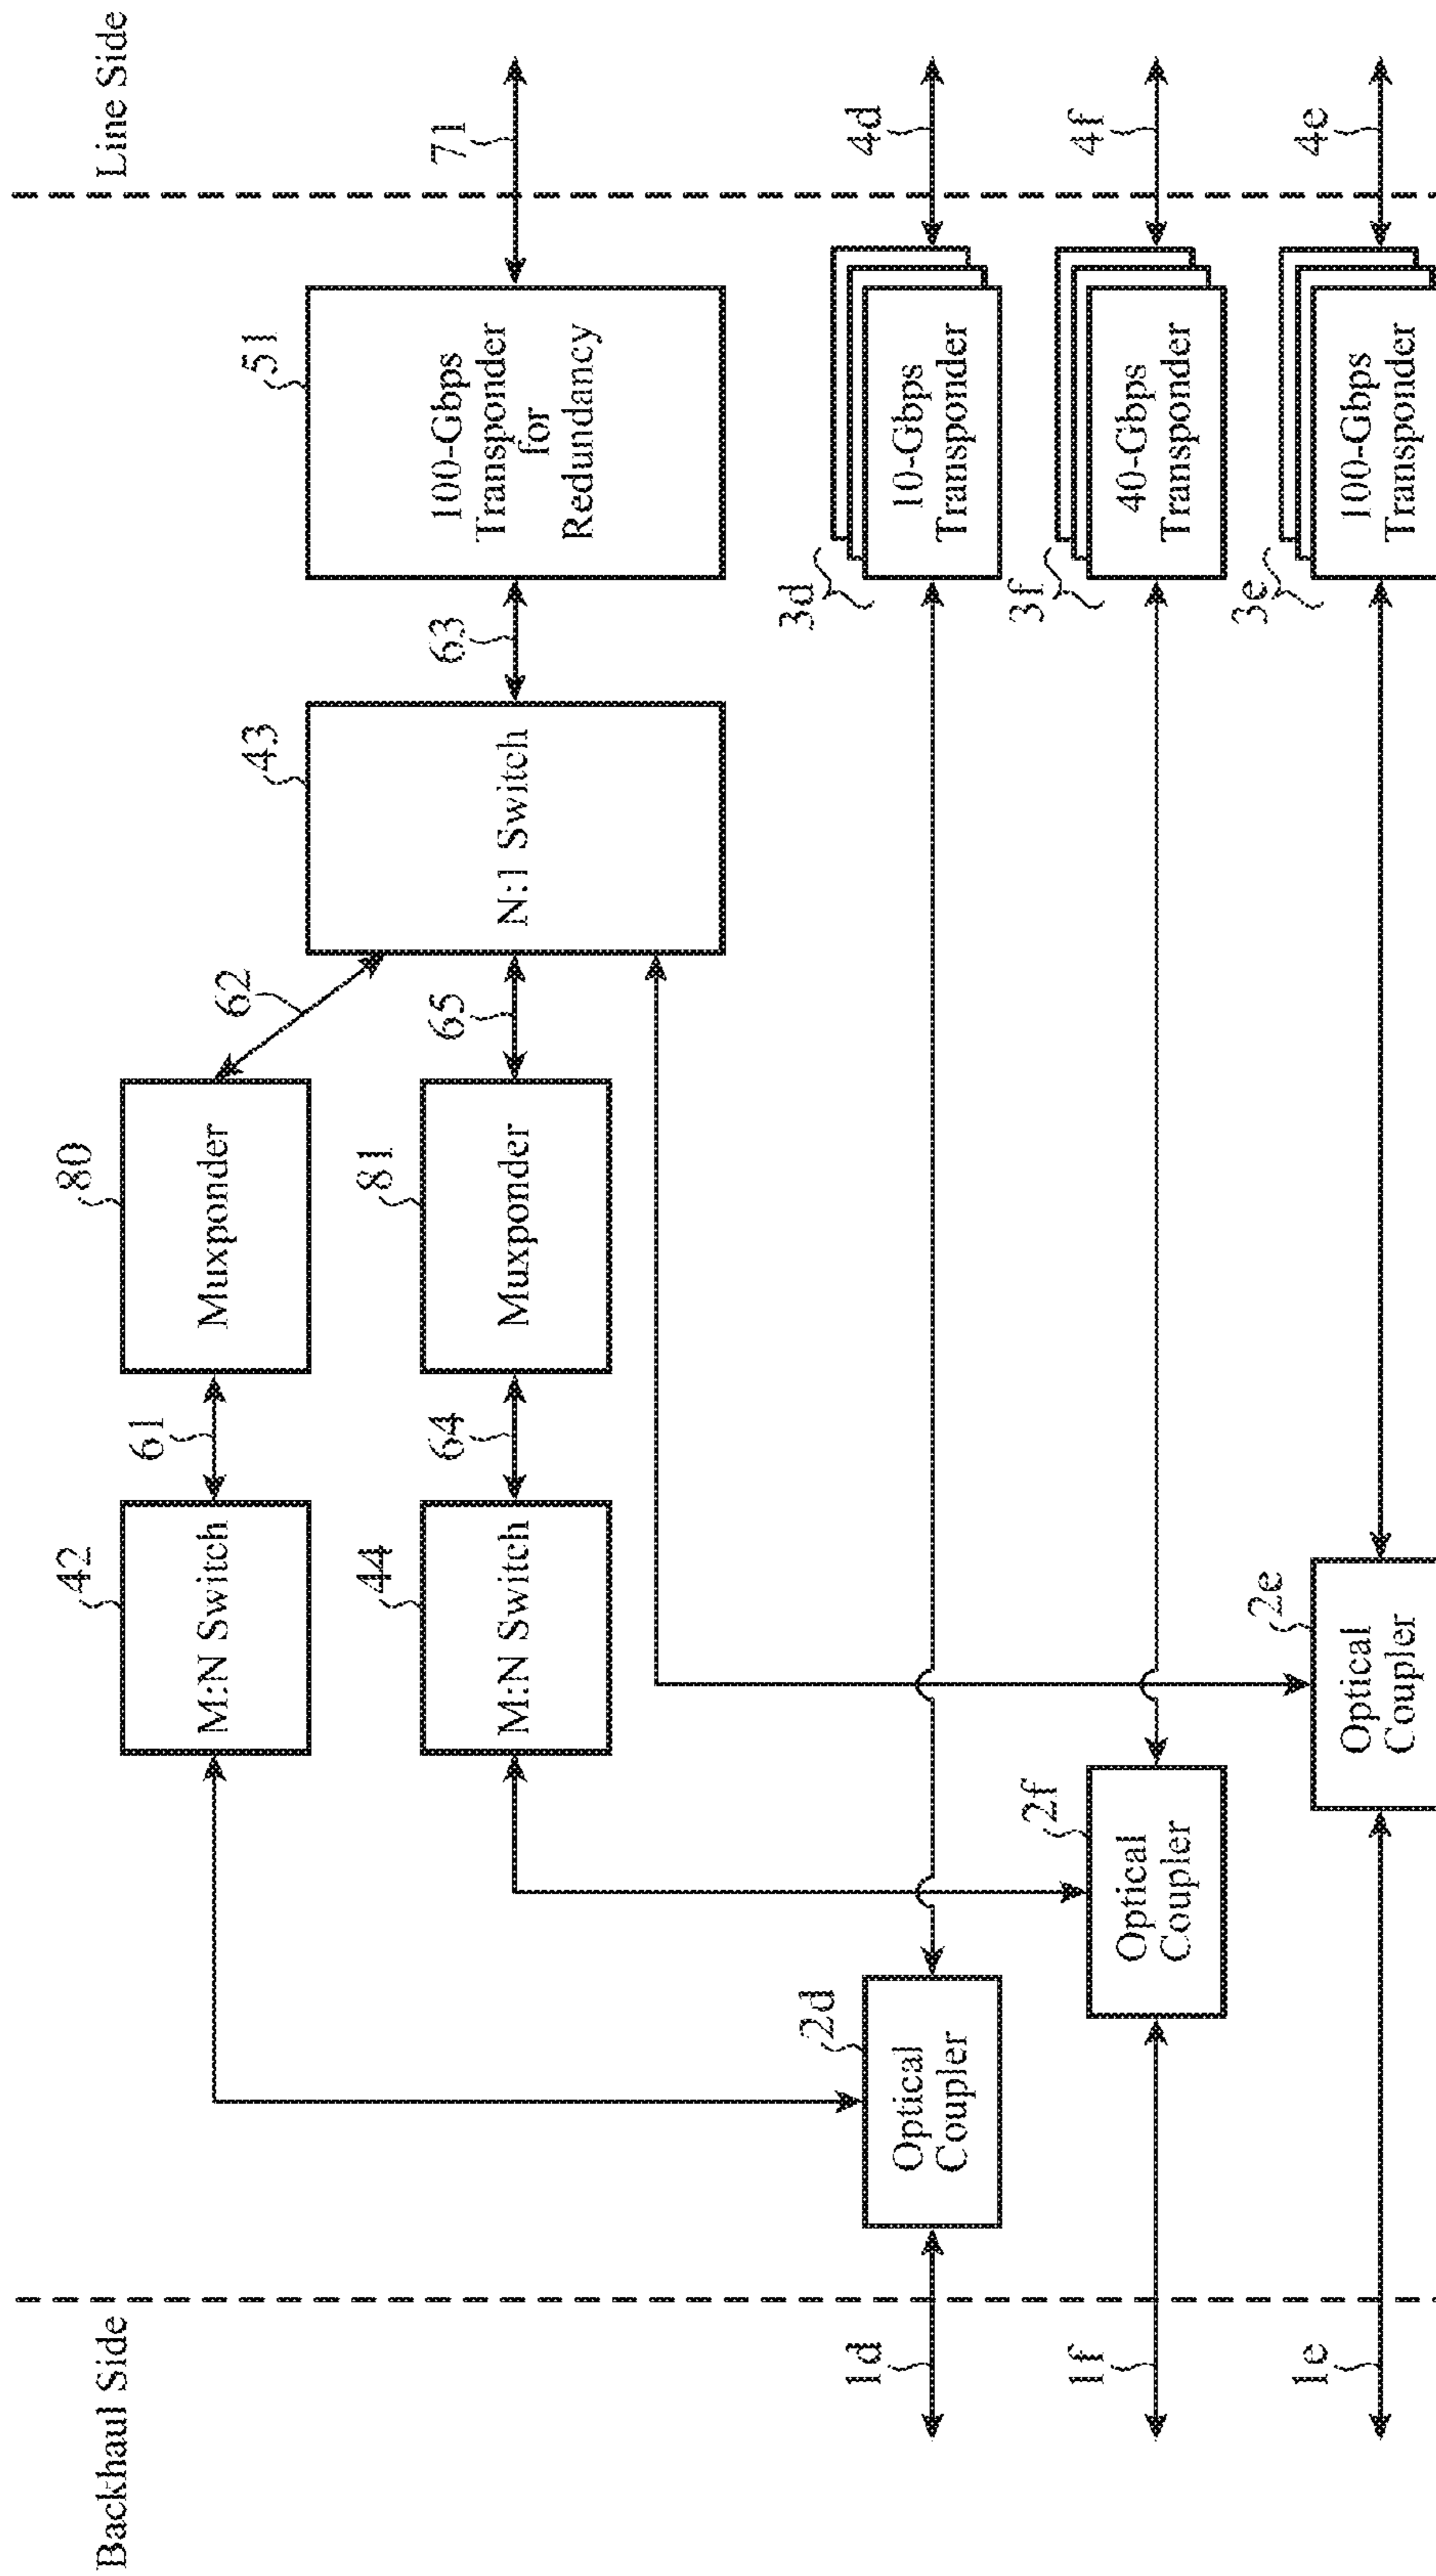 Backhaul Side
Line Side
42
M:N Switch
61
80
Muxponder
62
43
N:1 Switch
63
51
100-Gbps
Transponder
for
Redundancy
71
44
M:N Switch
64
81
Muxponder
65
1d
2d
Optical
Coupler
3d
10-Gbps
Transponder
4d
1f
2f
Optical
Coupler
3f
40-Gbps
Transponder
4f
1e
2e
Optical
Coupler
3e
100-Gbps
Transponder
4e